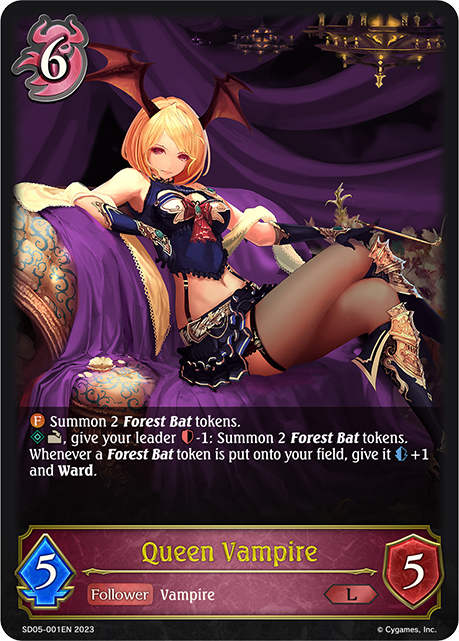 6
F Summon 2 Forest Bat tokens.
, give your leader -1: Summon 2 Forest Bat tokens.
Whenever a Forest Bat token is put onto your field, give it +1
and Ward.
Queen Vampire
5
Follower Vampire
L
5
SD05-001EN 2023
© Cygames, Inc.